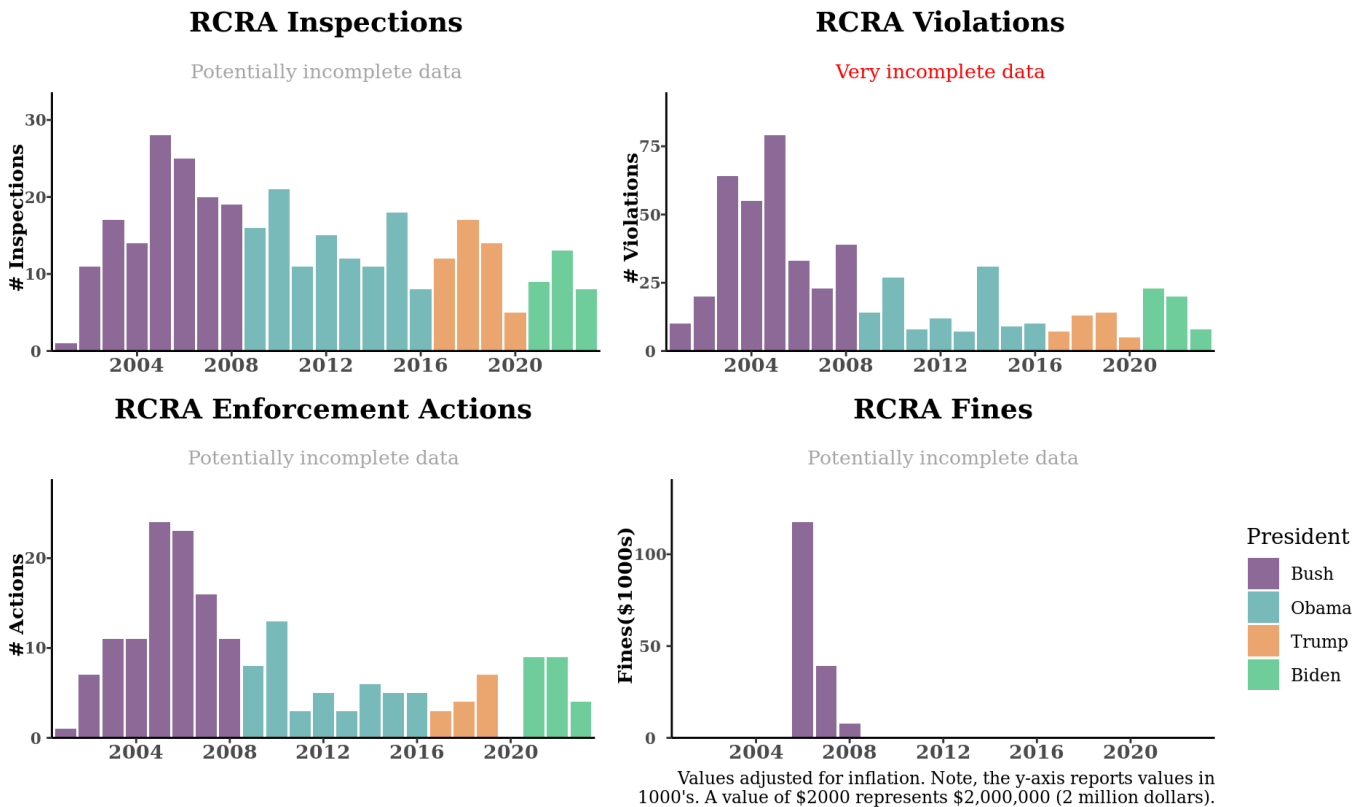 RCRA Inspections
Potentially incomplete data
# Inspections
30
20
10
0
2004 2008 2012 2016 2020
RCRA Violations
Very incomplete data
# Violations
75
50
25
0
2004 2008 2012 2016 2020
RCRA Enforcement Actions
Potentially incomplete data
# Actions
20
10
0
2004 2008 2012 2016 2020
RCRA Fines
Potentially incomplete data
Fines($1000s)
100
50
0
2004 2008 2012 2016 2020
Values adjusted for inflation. Note, the y-axis reports values in
1000's. A value of $2000 represents $2,000,000 (2 million dollars).
President
Bush
Obama
Trump
Biden